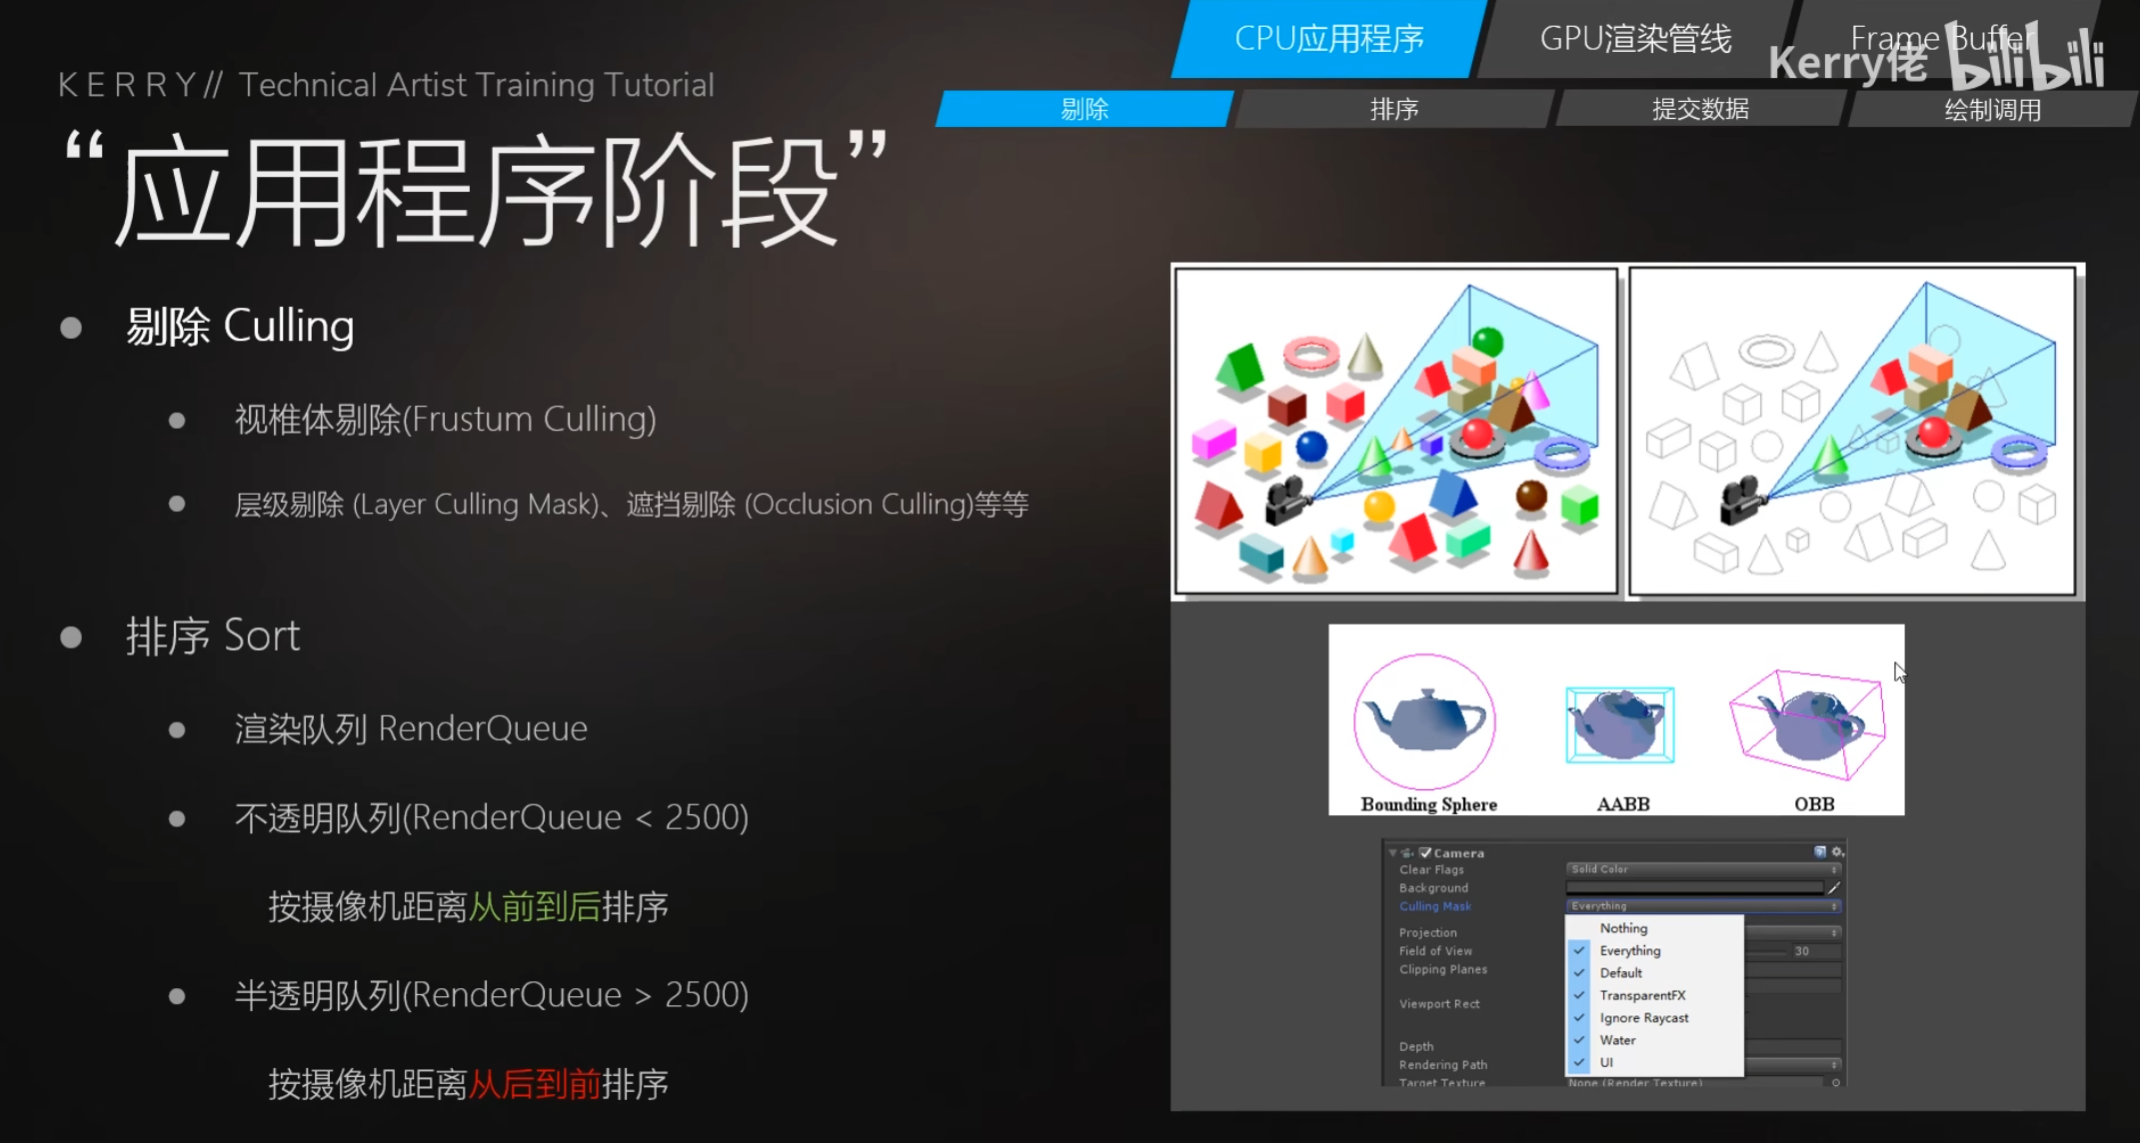 CPU应用程序
GPU渲染管线
Frame Buffer
Kerry佬 bilibili
KERRY// Technical Artist Training Tutorial
剔除
排序
提交数据
绘制调用
“应用程序阶段”
剔除 Culling
视椎体剔除(Frustum Culling)
层级剔除 (Layer Culling Mask)、遮挡剔除 (Occlusion Culling)等等
排序 Sort
渲染队列 RenderQueue
不透明队列(RenderQueue < 2500)
按摄像机距离从前到后排序
半透明队列(RenderQueue > 2500)
按摄像机距离从后到前排序
Bounding Sphere
AABB
OBB
Camera
Clear Flags
Solid Color
Background
Culling Mask
Everything
Nothing
Projection
Field of View
30
Everything
Clipping Planes
Default
TransparentFX
Viewport Rect
Ignore Raycast
Water
Depth
UI
Rendering Path
Target Texture
None (Render Texture)